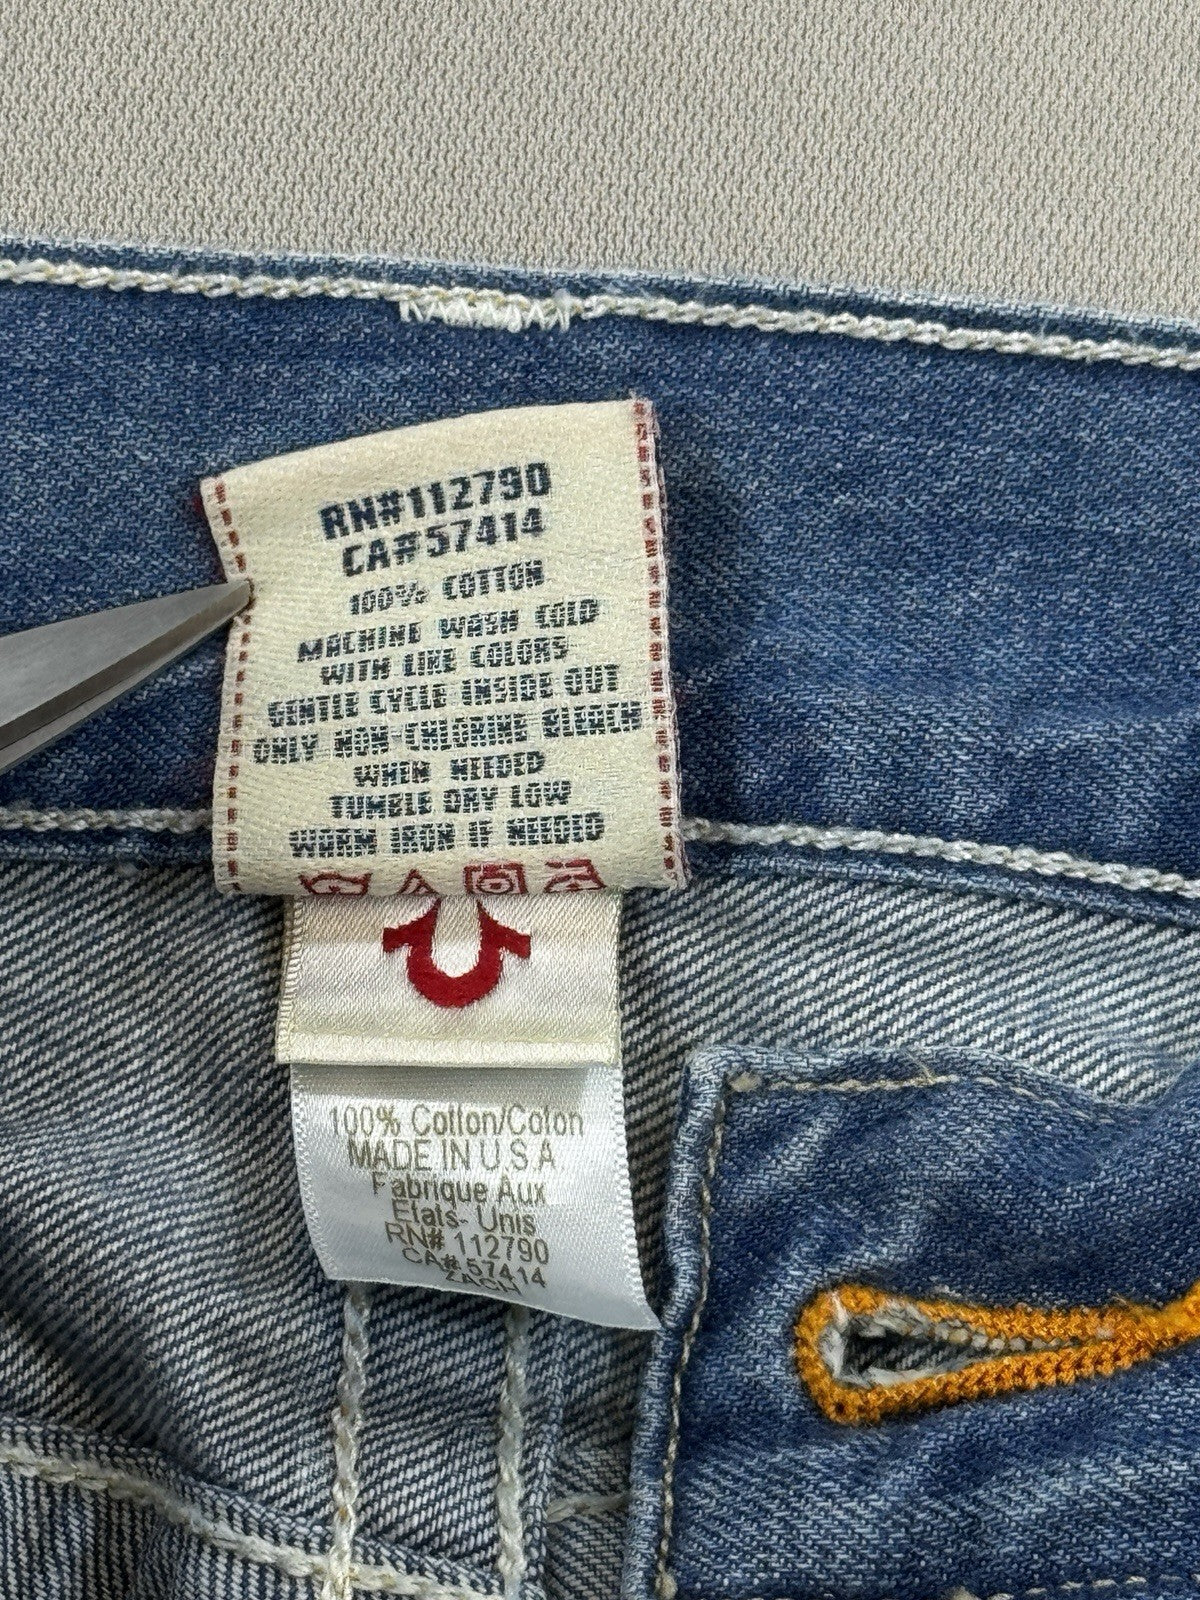 RN#112790
CA#57414
100% COTTON
MACHINE WASH COLD
WITH LIKE COLORS
GENTLE CYCLE INSIDE OUT
ONLY NON-CHLORINE BLEACH
WHEN NEEDED
TUMBLE DRY LOW
WARM IRON IF NEEDED
100% Cotton/Coton
MADE IN U.S.A
Fabrique Aux
Etats- Unis
RN# 112790
CA# 57414
ZACH